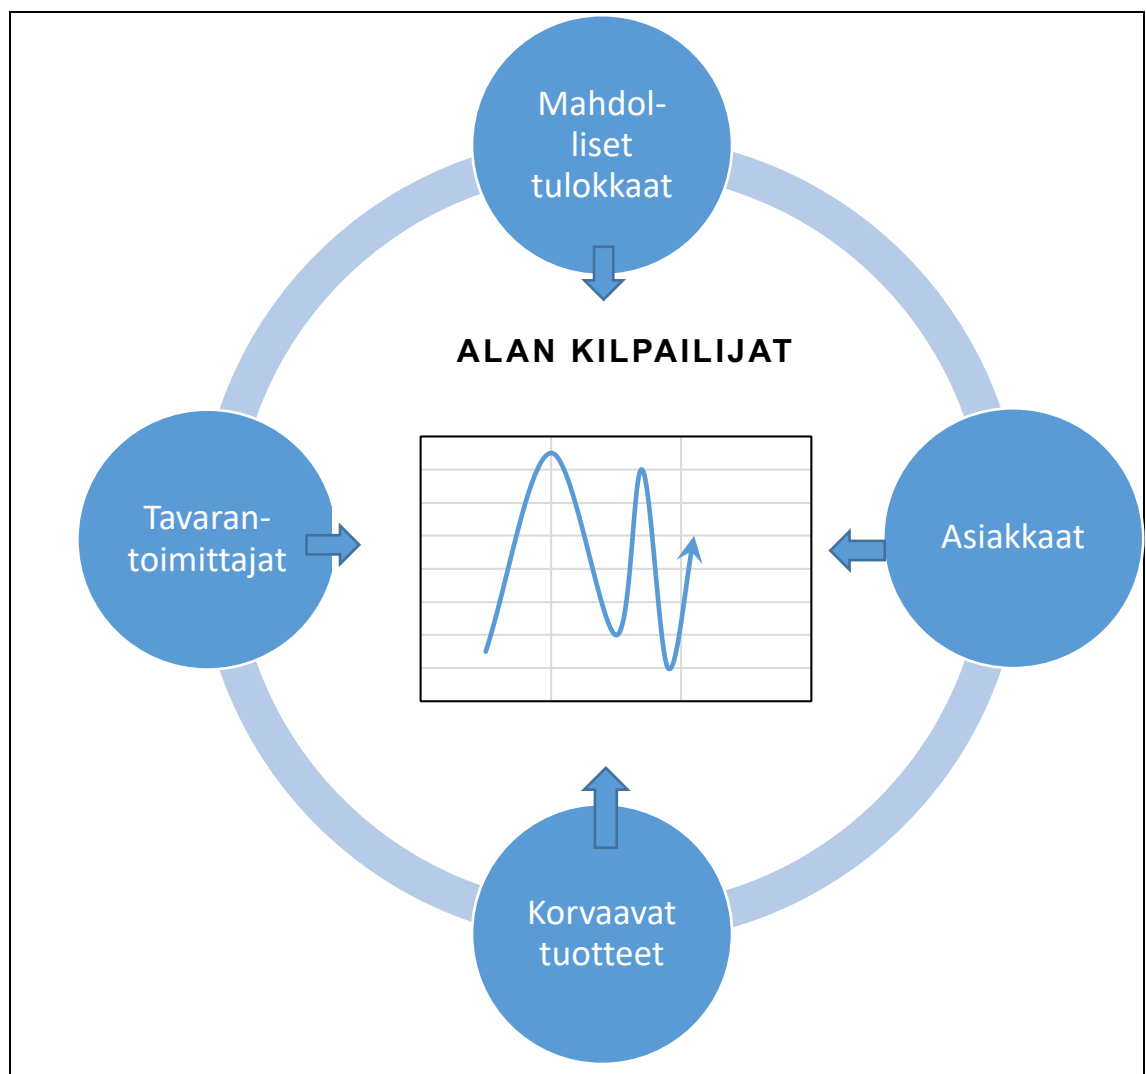 Mahdol-
liset
tulokkaat
ALAN KILPAILIJAT
Tavaran-
toimittajat
Asiakkaat
Korvaavat
tuotteet